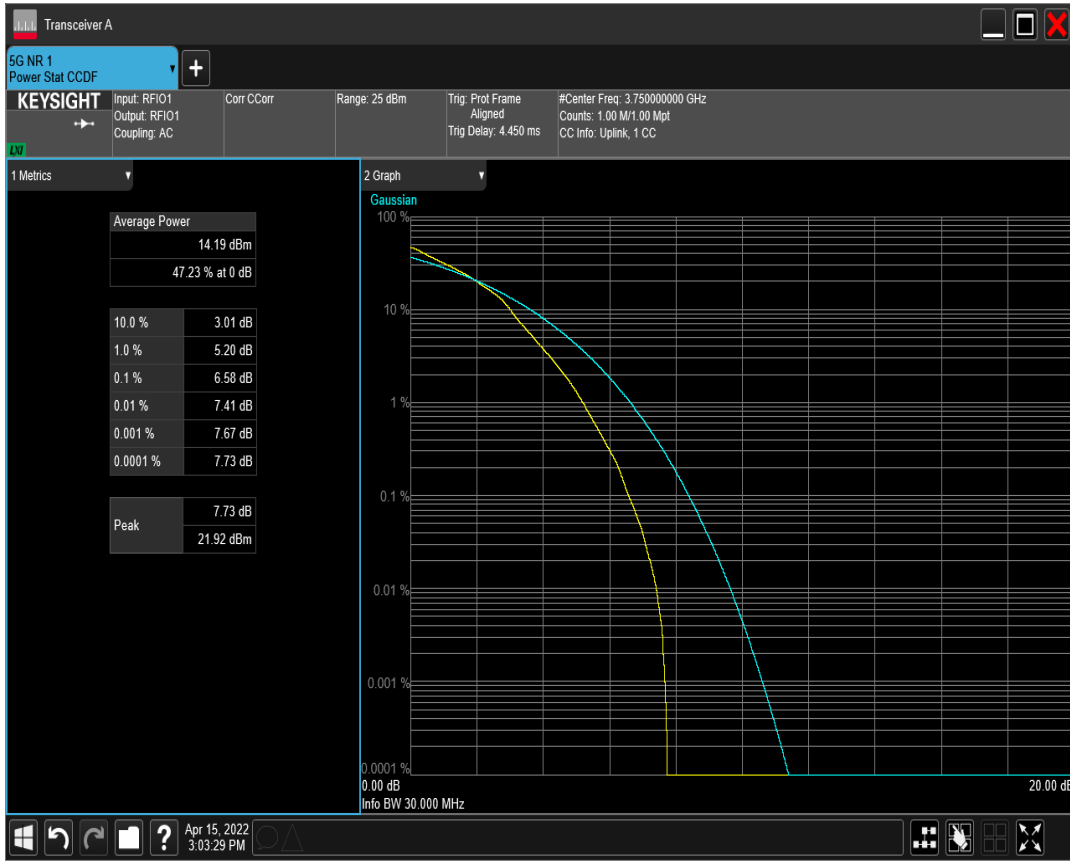 Transceiver A
5G NR 1
Power Stat CCDF
KEYSIGHT
LXI
Input: RFIO1
Output: RFIO1
Coupling: AC
Corr CCorr
Range: 25 dBm
Trig: Prot Frame
Aligned
Trig Delay: 4.450 ms
#Center Freq: 3.750000000 GHz
Counts: 1.00 M/1.00 Mpt
CC Info: Uplink, 1 CC
1 Metrics
Average Power
14.19 dBm
47.23 % at 0 dB
10.0 % 3.01 dB
1.0 % 5.20 dB
0.1 % 6.58 dB
0.01 % 7.41 dB
0.001 % 7.67 dB
0.0001 % 7.73 dB
Peak
7.73 dB
21.92 dBm
2 Graph
Gaussian
100 %
10 %
1 %
0.1 %
0.01 %
0.001 %
0.0001 %
0.00 dB 20.00 dB
Info BW 30.000 MHz
?
Apr 15, 2022
3:03:29 PM